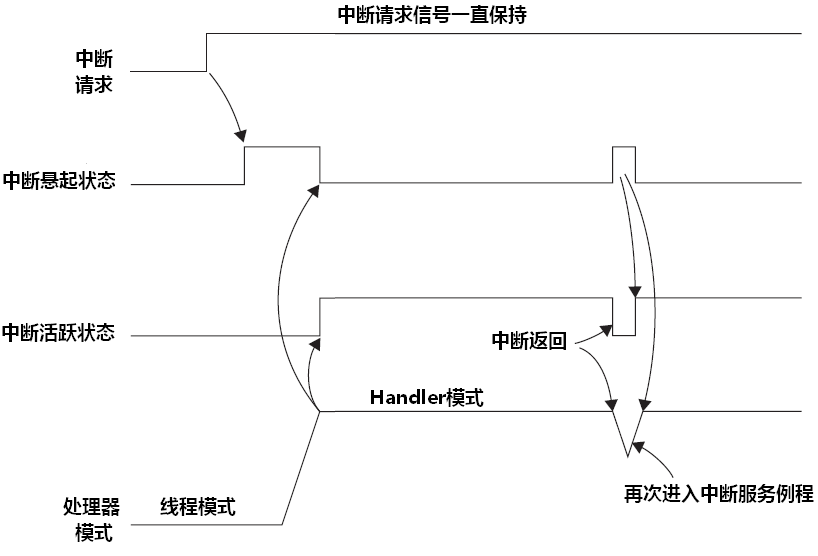 中断请求信号一直保持
中断
请求
中断悬起状态
中断活跃状态
中断返回
Handler模式
再次进入中断服务例程
处理器
模式
线程模式